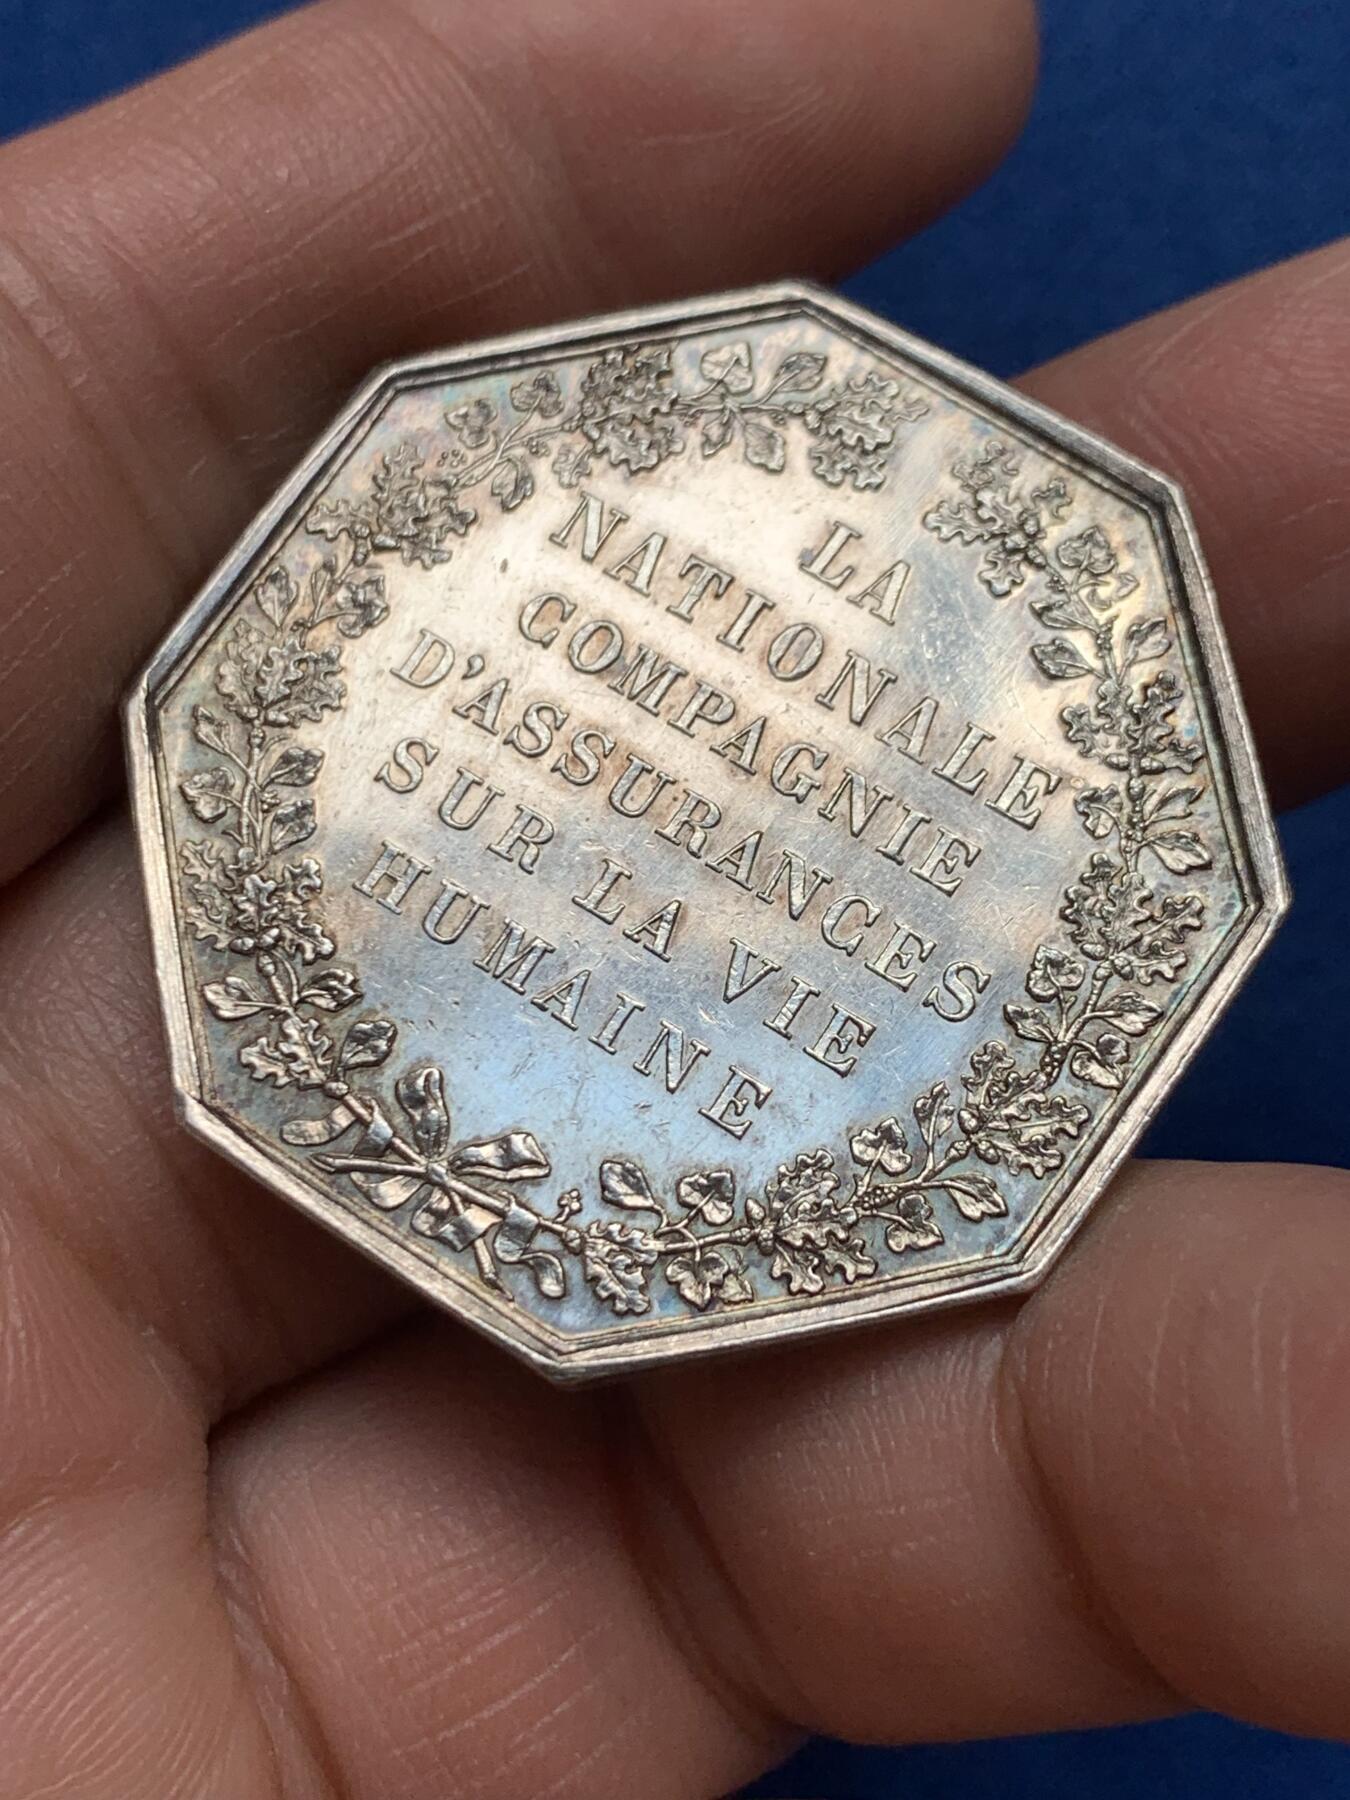 LA
NATIONALE
COMPAGNIE
D'ASSURANCES
SUR LA VIE
HUMAINE